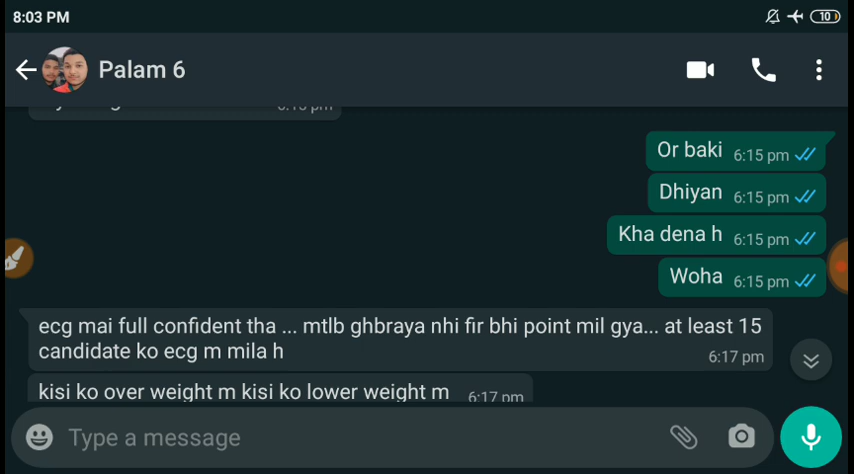 8:03 PM
10
Palam 6
6:15 pm
Or baki 6:15 pm
Dhiyan 6:15 pm
Kha dena h 6:15 pm
Woha 6:15 pm
ecg mai full confident tha ... mtlb ghbraya nhi fir bhi point mil gya... at least 15
candidate ko ecg m mila h 6:17 pm
kisi ko over weight m kisi ko lower weight m 6:17 pm
Type a message